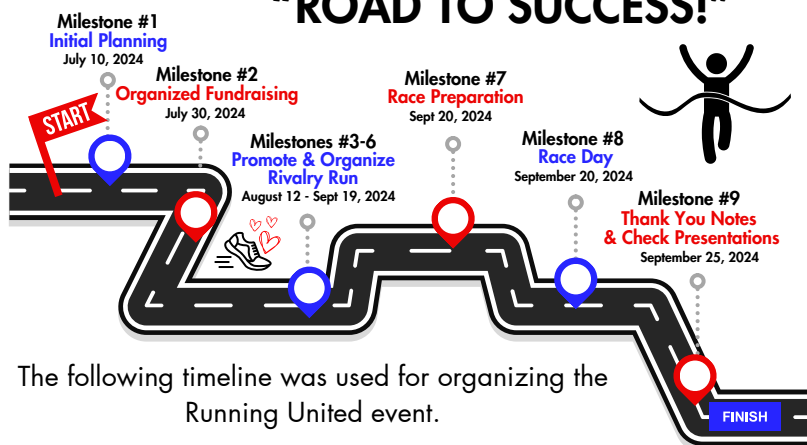 "ROAD TO SUCCESS!"
Milestone #1
Initial Planning
July 10, 2024
START
Milestone #2
Organized Fundraising
July 30, 2024
Milestones #3-6
Promote & Organize
Rivalry Run
August 12 - Sept 19, 2024
Milestone #7
Race Preparation
Sept 20, 2024
Milestone #8
Race Day
September 20, 2024
Milestone #9
Thank You Notes
& Check Presentations
September 25, 2024
The following timeline was used for organizing the
Running United event.
FINISH